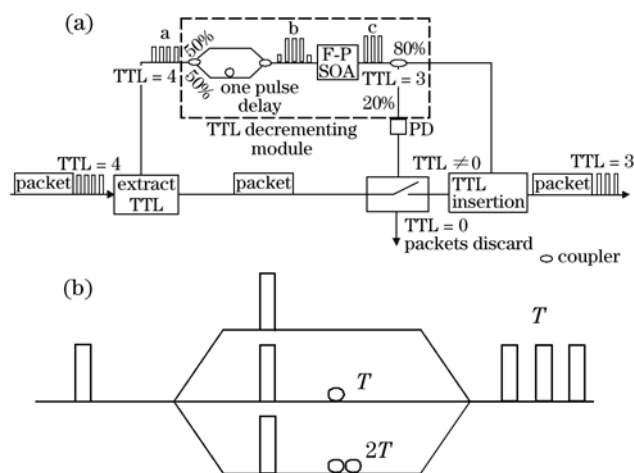 (a)
a
b
c
50%
50%
F-P
SOA
80%
TTL = 4
one pulse
delay
TTL = 3
20%
PD
TTL decrementing
module
TTL = 4
packet
extract
TTL
packet
TTL ≠ 0
TTL
insertion
TTL = 3
packet
TTL = 0
packets discard
coupler
(b)
T
T
2T